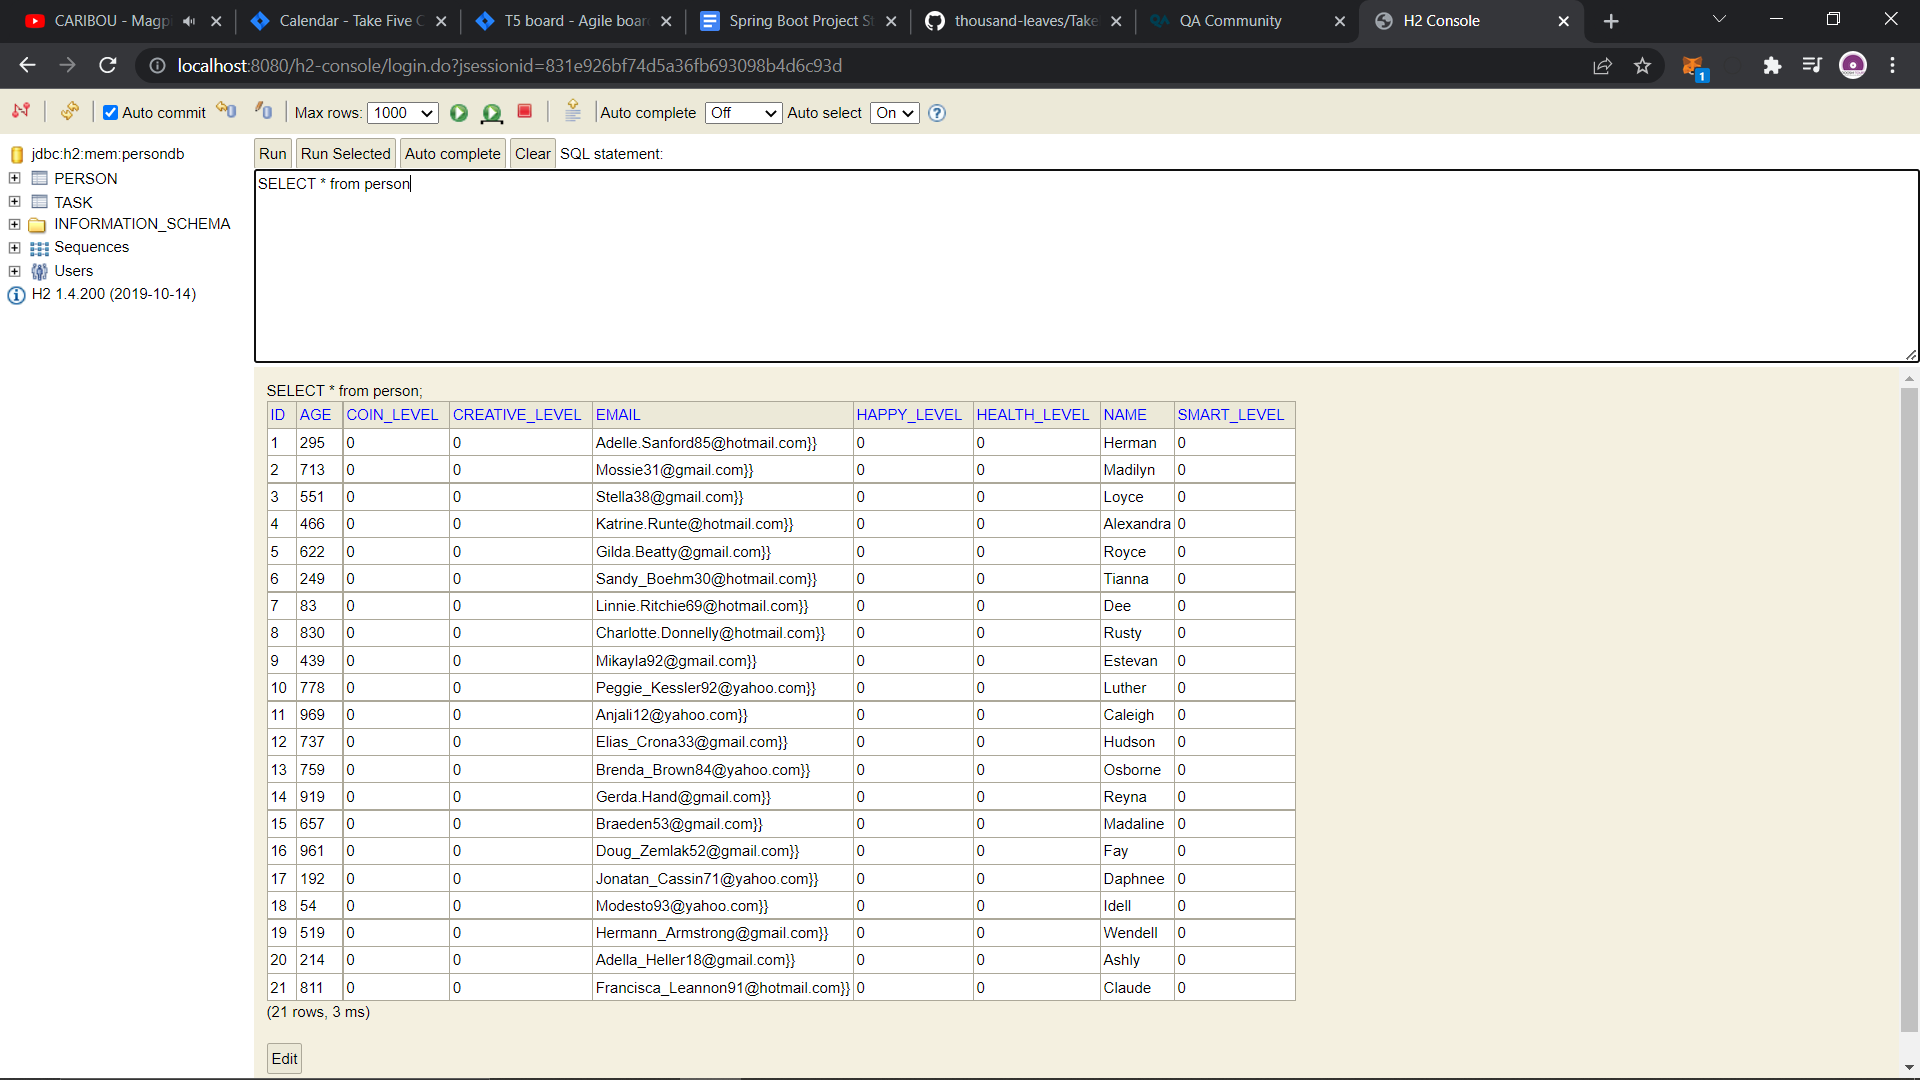 CARIBOU - Magpi
Calendar - Take Five C
T5 board - Agile boar
Spring Boot Project St
thousand-leaves/Take
QA Community
H2 Console
localhost:8080/h2-console/login.do?jsessionid=831e926bf74d5a36fb693098b4d6c93d
1
Auto commit Max rows: 1000 Auto complete Off Auto select On ?
jdbc:h2:mem:persondb
PERSON
TASK
INFORMATION_SCHEMA
Sequences
Users
H2 1.4.200 (2019-10-14)
Run Run Selected Auto complete Clear SQL statement:
SELECT * from person
SELECT * from person;
ID AGE COIN_LEVEL CREATIVE_LEVEL EMAIL HAPPY_LEVEL HEALTH_LEVEL NAME SMART_LEVEL
1 295 0 0 Adelle.Sanford85@hotmail.com}} 0 0 Herman 0
2 713 0 0 Mossie31@gmail.com}} 0 0 Madilyn 0
3 551 0 0 Stella38@gmail.com}} 0 0 Loyce 0
4 466 0 0 Katrine.Runte@hotmail.com}} 0 0 Alexandra 0
5 622 0 0 Gilda.Beatty@gmail.com}} 0 0 Royce 0
6 249 0 0 Sandy_Boehm30@hotmail.com}} 0 0 Tianna 0
7 83 0 0 Linnie.Ritchie69@hotmail.com}} 0 0 Dee 0
8 830 0 0 Charlotte.Donnelly@hotmail.com}} 0 0 Rusty 0
9 439 0 0 Mikayla92@gmail.com}} 0 0 Estevan 0
10 778 0 0 Peggie_Kessler92@yahoo.com}} 0 0 Luther 0
11 969 0 0 Anjali12@yahoo.com}} 0 0 Caleigh 0
12 737 0 0 Elias_Crona33@gmail.com}} 0 0 Hudson 0
13 759 0 0 Brenda_Brown84@yahoo.com}} 0 0 Osborne 0
14 919 0 0 Gerda.Hand@gmail.com}} 0 0 Reyna 0
15 657 0 0 Braeden53@gmail.com}} 0 0 Madaline 0
16 961 0 0 Doug_Zemlak52@gmail.com}} 0 0 Fay 0
17 192 0 0 Jonatan_Cassin71@yahoo.com}} 0 0 Daphnee 0
18 54 0 0 Modesto93@yahoo.com}} 0 0 Idell 0
19 519 0 0 Hermann_Armstrong@gmail.com}} 0 0 Wendell 0
20 214 0 0 Adella_Heller18@gmail.com}} 0 0 Ashly 0
21 811 0 0 Francisca_Leannon91@hotmail.com}} 0 0 Claude 0
(21 rows, 3 ms)
Edit